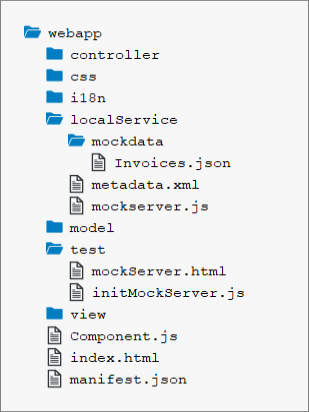 webapp
controller
css
i18n
localService
mockdata
Invoices.json
metadata.xml
mockserver.js
model
test
mockServer.html
initMockServer.js
view
Component.js
index.html
manifest.json